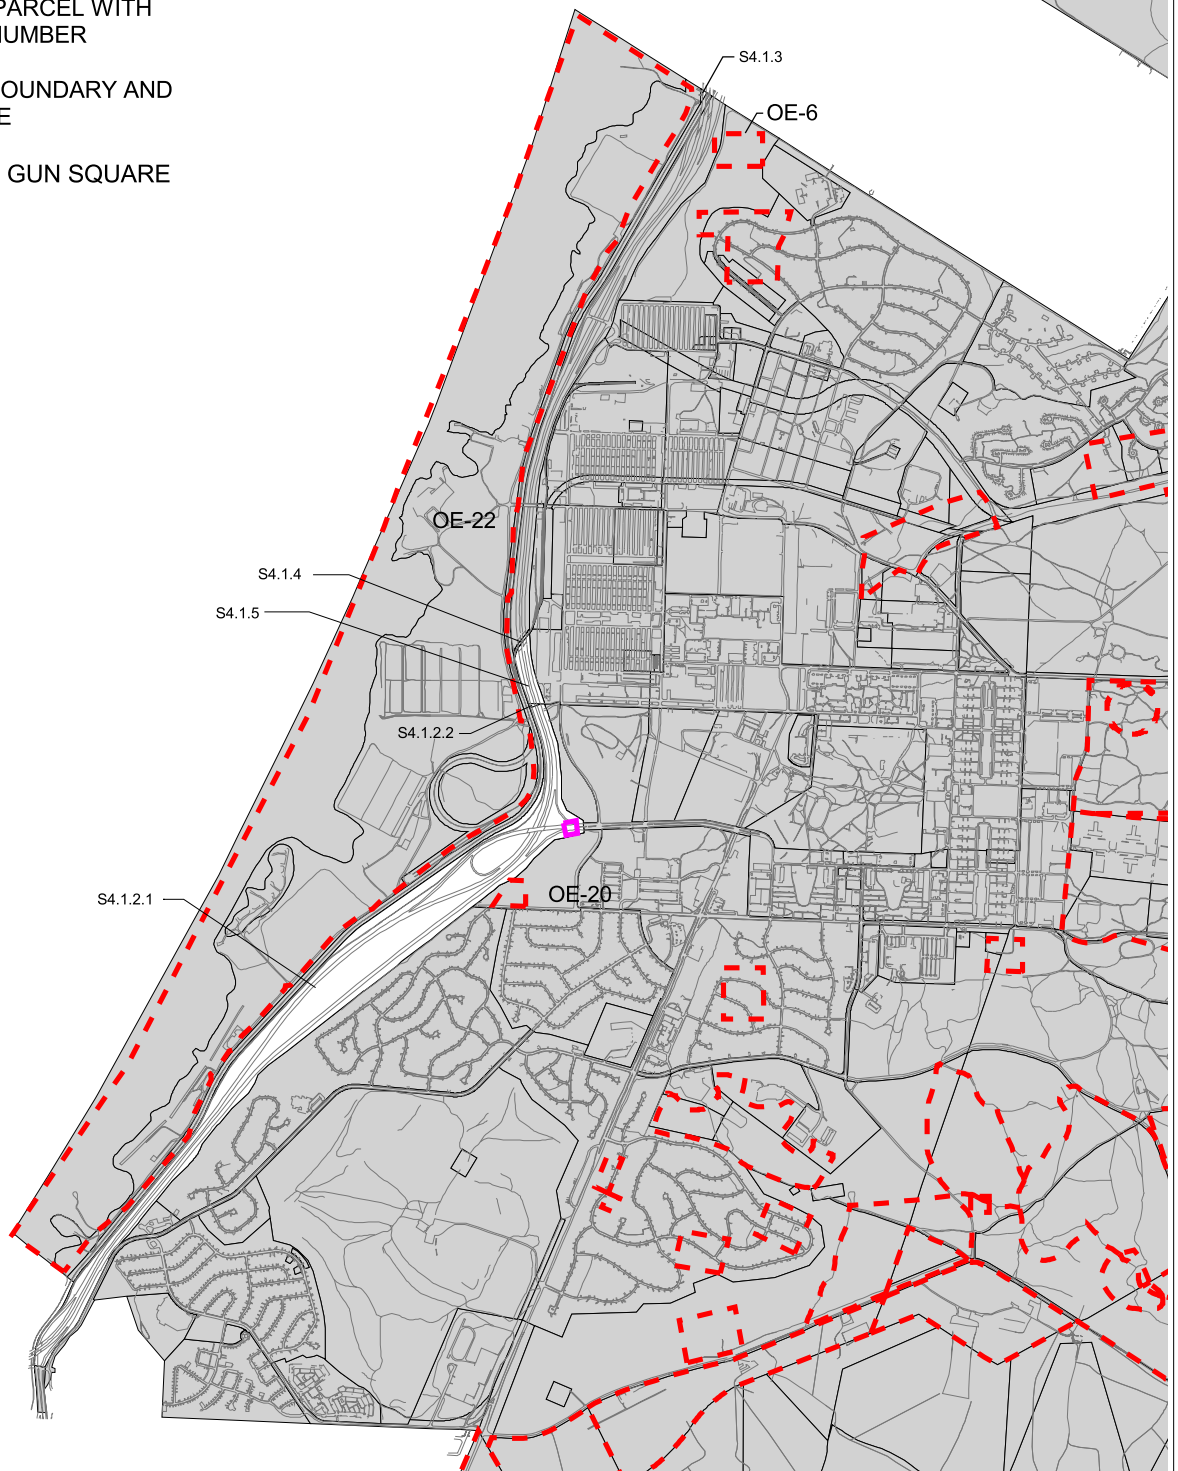 PARCEL WITH
NUMBER
OUNDARY AND
E
GUN SQUARE
S4.1.3
OE-6
OE-22
S4.1.4
S4.1.5
S4.1.2.2
OE-20
S4.1.2.1